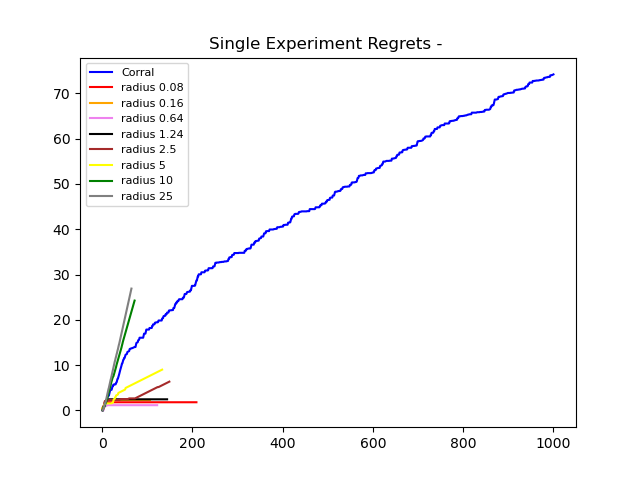 Single Experiment Regrets -
Corral
radius 0.08
radius 0.16
radius 0.64
radius 1.24
radius 2.5
radius 5
radius 10
radius 25
70
60
50
40
30
20
10
0
0 200 400 600 800 1000